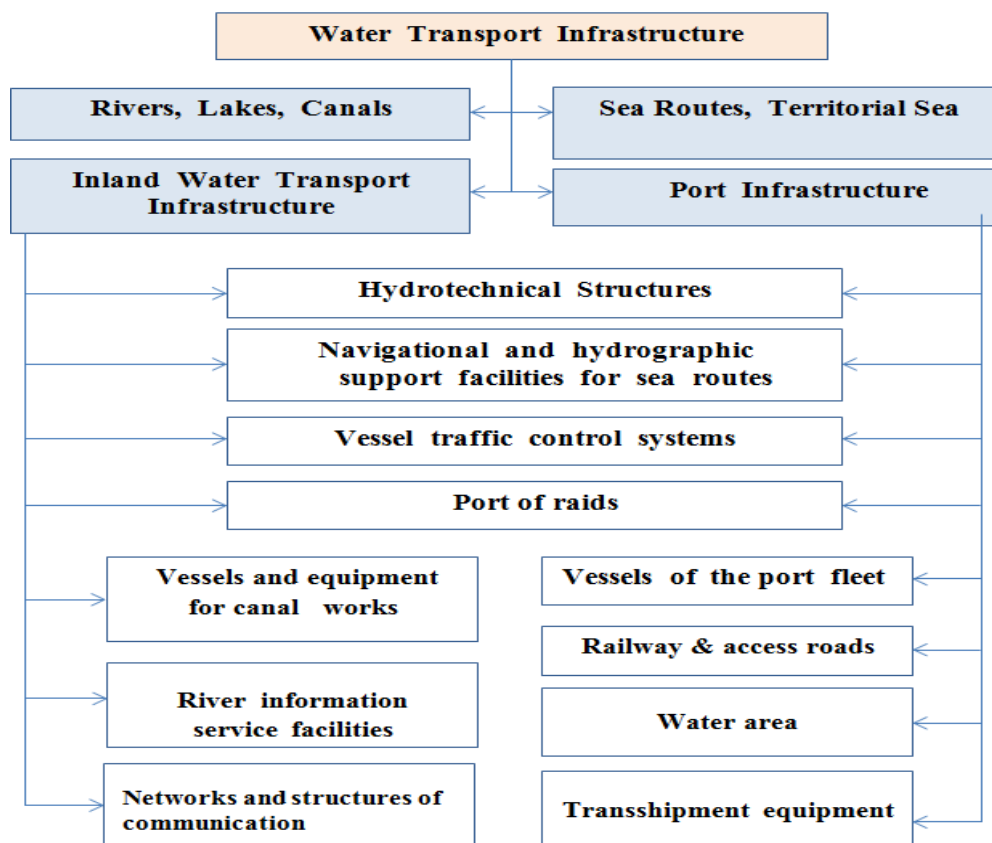 Water Transport Infrastructure
Rivers, Lakes, Canals
Sea Routes, Territorial Sea
Inland Water Transport
Infrastructure
Port Infrastructure
Hydrotechnical Structures
Navigational and hydrographic
support facilities for sea routes
Vessel traffic control systems
Port of raids
Vessels and equipment
for canal works
Vessels of the port fleet
Railway & access roads
River information
service facilities
Water area
Networks and structures of
communication
Transshipment equipment